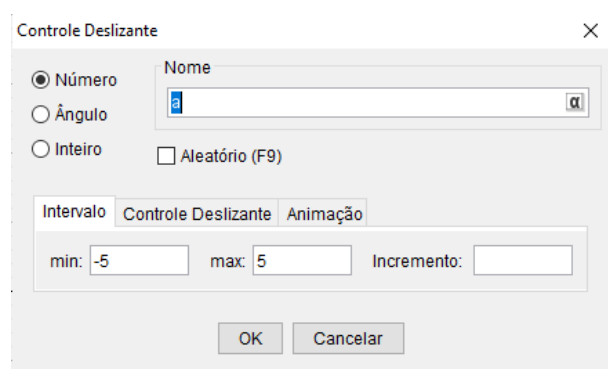 Controle Deslizante
Número
Nome
a
α
Ângulo
Inteiro
Aleatório (F9)
Intervalo Controle Deslizante Animação
min: -5 max: 5 Incremento:
OK Cancelar